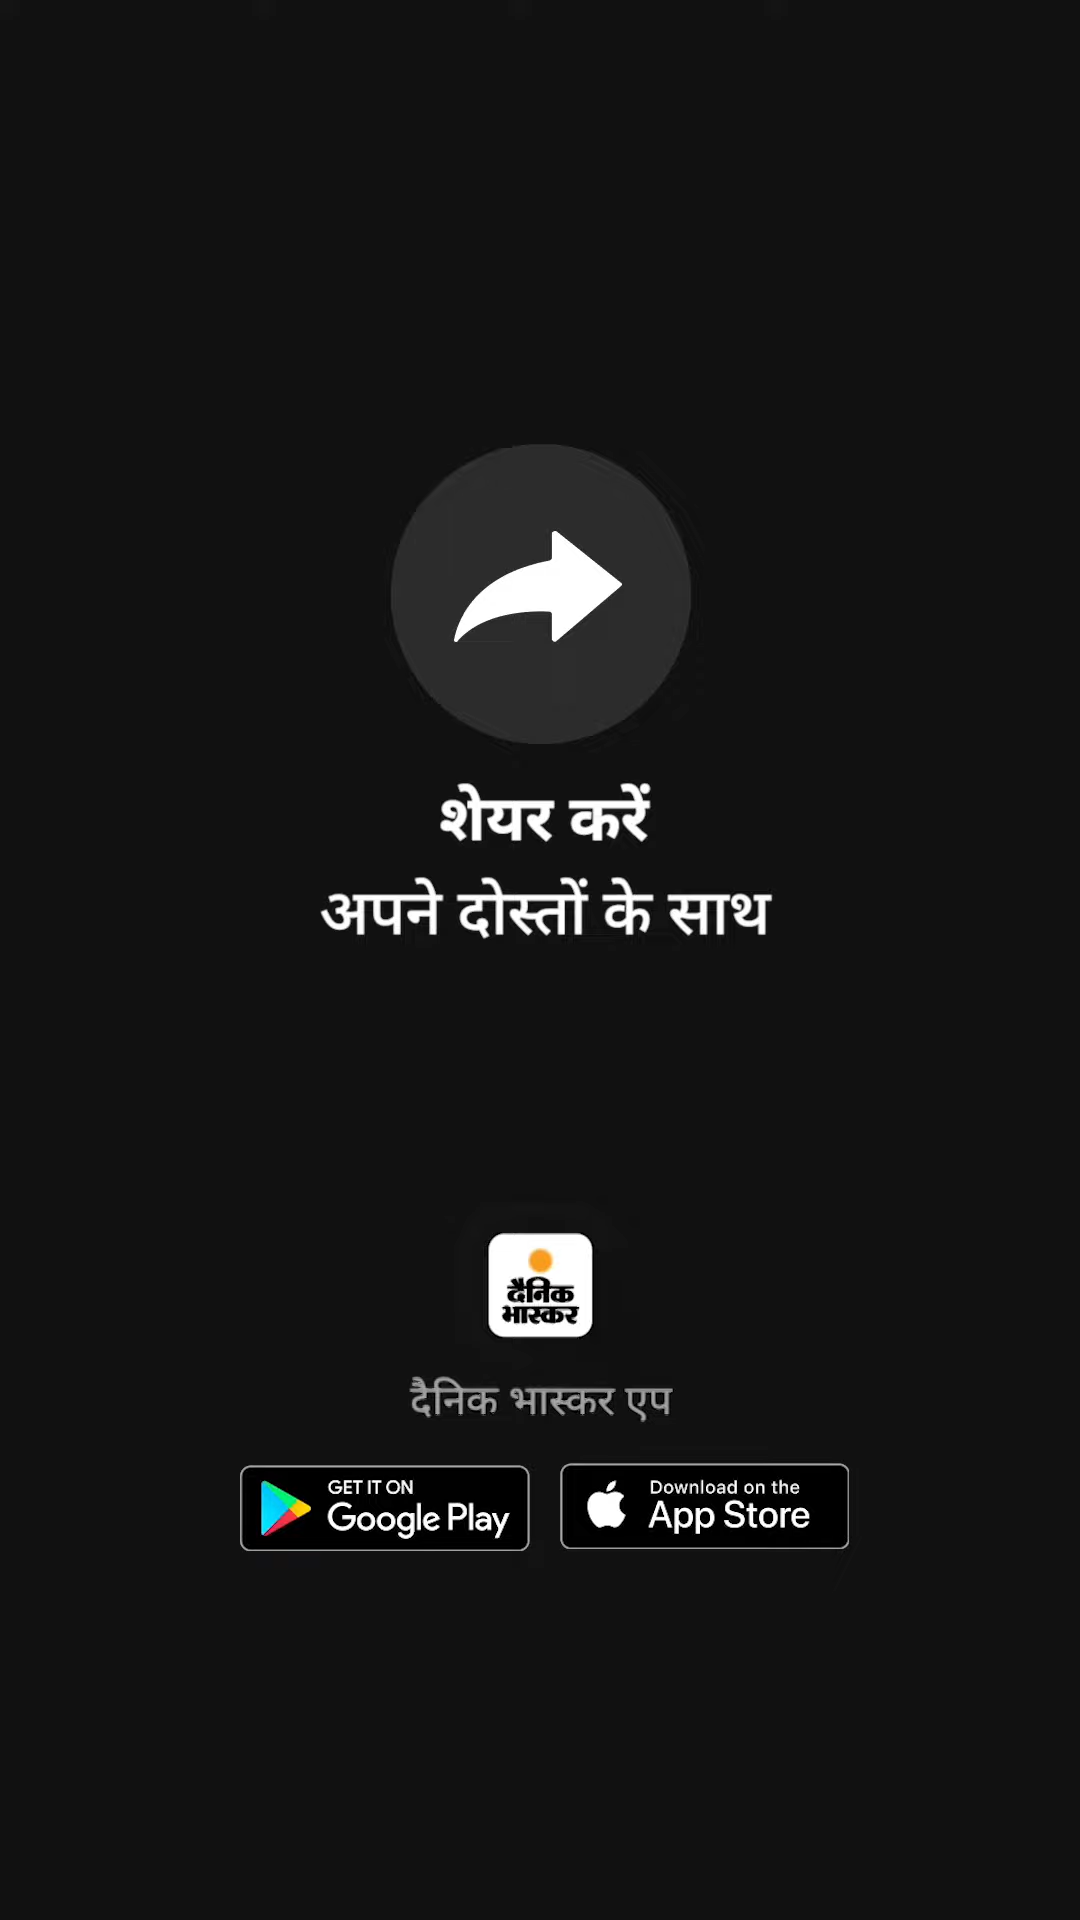 शेयर करें
अपने दोस्तों के साथ
दैनिक
भास्कर
दैनिक भास्कर एप
GET IT ON
Google Play
Download on the
App Store